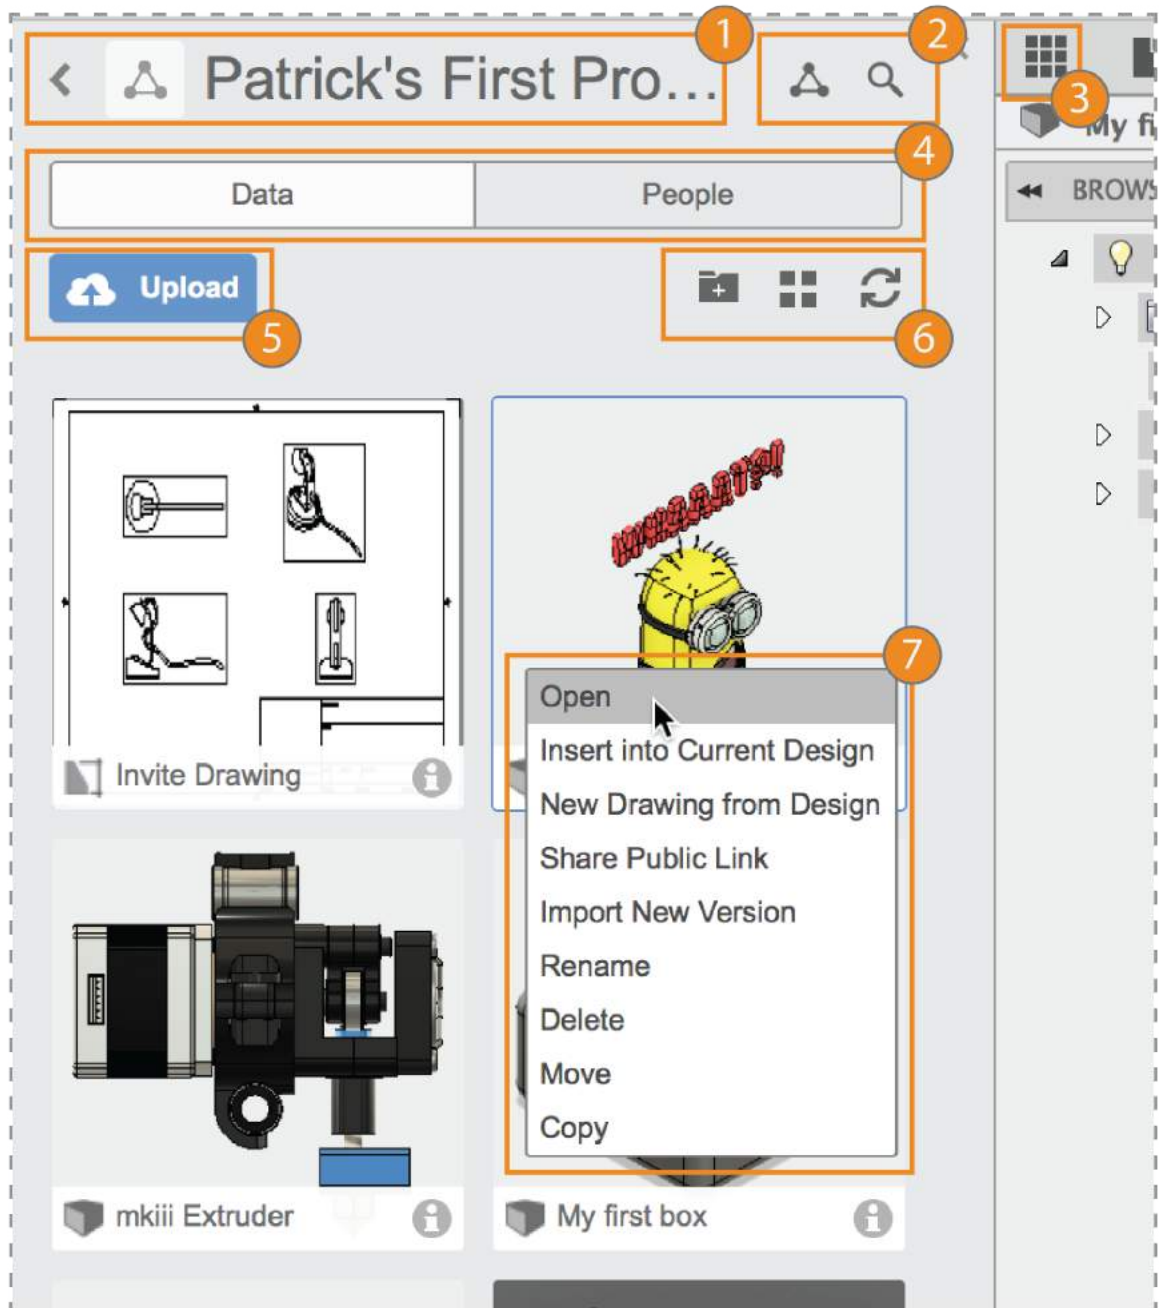 1
2
Patrick's First Pro...
3
My fi
4
Data
People
BROWS
Upload
5
6
WHAAAT?!
7
Open
Insert into Current Design
Invite Drawing
New Drawing from Design
Share Public Link
Import New Version
Rename
Delete
Move
Copy
mkiii Extruder
My first box